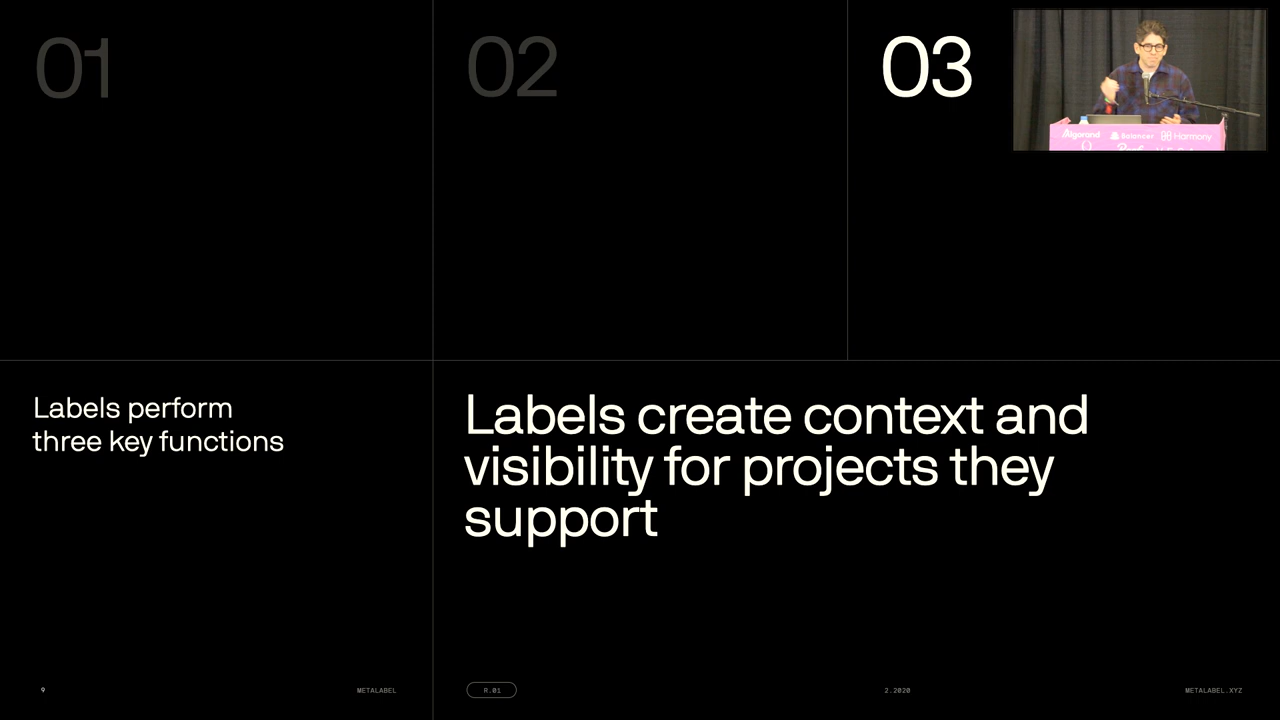 01
02
03
Algorand
Balancer
Harmony
Labels perform
three key functions
Labels create context and
visibility for projects they
support
9
METALABEL
R.01
2.2020
METALABEL.XYZ